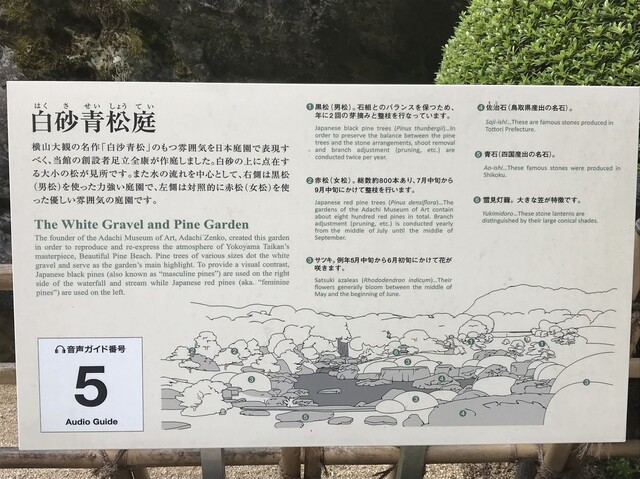 はくさせいしょうてい
白砂青松庭
横山大観の名作「白沙青松」のもつ雰囲気を日本庭園で表現す
べく、当館の創設者足立全康が作庭しました。白砂の上に点在す
る大小の松が見所です。また水の流れを中心として、右側は黒松
(男松)を使った力強い庭園で、左側は対照的に赤松(女松)を使
った優しい雰囲気の庭園です。
The White Gravel and Pine Garden
The founder of the Adachi Museum of Art, Adachi Zenko, created this garden
in order to reproduce and re-express the atmosphere of Yokoyama Taikan's
masterpiece, Beautiful Pine Beach. Pine trees of various sizes dot the white
gravel and serve as the garden's main highlight. To provide a visual contrast,
Japanese black pines (also known as "masculine pines") are used on the right
side of the waterfall and stream while Japanese red pines (aka. "feminine
pines") are used on the left.
音声ガイド番号
5
Audio Guide
❶黒松(男松)。石組とのバランスを保つため、
年に2回の芽摘みと整枝を行なっています。
Japanese black pine trees (Pinus thunbergii)...In
order to preserve the balance between the pine
trees and the stone arrangements, shoot removal
and branch adjustment (pruning, etc.) are
conducted twice per year.
❷赤松(女松)。総数約800本あり、7月中旬から
9月中旬にかけて整枝を行います。
Japanese red pine trees (Pinus densiflora)...The
gardens of the Adachi Museum of Art contain
about eight hundred red pines in total. Branch
adjustment (pruning, etc.) is conducted yearly
from the middle of July until the middle of
September.
❸サツキ。例年5月中旬から6月初旬にかけて花が
咲きます。
Satsuki azaleas (Rhododendron indicum)...Their
flowers generally bloom between the middle of
May and the beginning of June.
❹佐治石(鳥取県産出の名石)。
Saji-ishi...These are famous stones produced in
Tottori Prefecture.
❺青石(四国産出の名石)。
Ao-ishi...These famous stones were produced in
Shikoku.
❻雪見灯籠。大きな笠が特徴です。
Yukimidoro...These stone lanterns are
distinguished by their large conical shades.